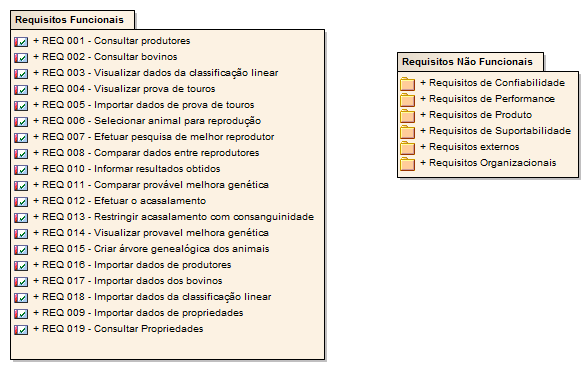 Requisitos Funcionais
+ REQ 001 - Consultar produtores
+ REQ 002 - Consultar bovinos
+ REQ 003 - Visualizar dados da classificação linear
+ REQ 004 - Visualizar prova de touros
+ REQ 005 - Importar dados de prova de touros
+ REQ 006 - Selecionar animal para reprodução
+ REQ 007 - Efetuar pesquisa de melhor reprodutor
+ REQ 008 - Comparar dados entre reprodutores
+ REQ 010 - Informar resultados obtidos
+ REQ 011 - Comparar provável melhora genética
+ REQ 012 - Efetuar o acasalamento
+ REQ 013 - Restringir acasalamento com consanguinidade
+ REQ 014 - Visualizar provavel melhora genética
+ REQ 015 - Criar árvore genealógica dos animais
+ REQ 016 - Importar dados de produtores
+ REQ 017 - Importar dados dos bovinos
+ REQ 018 - Importar dados da classificação linear
+ REQ 009 - Importar dados de propriedades
+ REQ 019 - Consultar Propriedades
Requisitos Não Funcionais
+ Requisitos de Confiabilidade
+ Requisitos de Performance
+ Requisitos de Produto
+ Requisitos de Suportabilidade
+ Requisitos externos
+ Requisitos Organizacionais